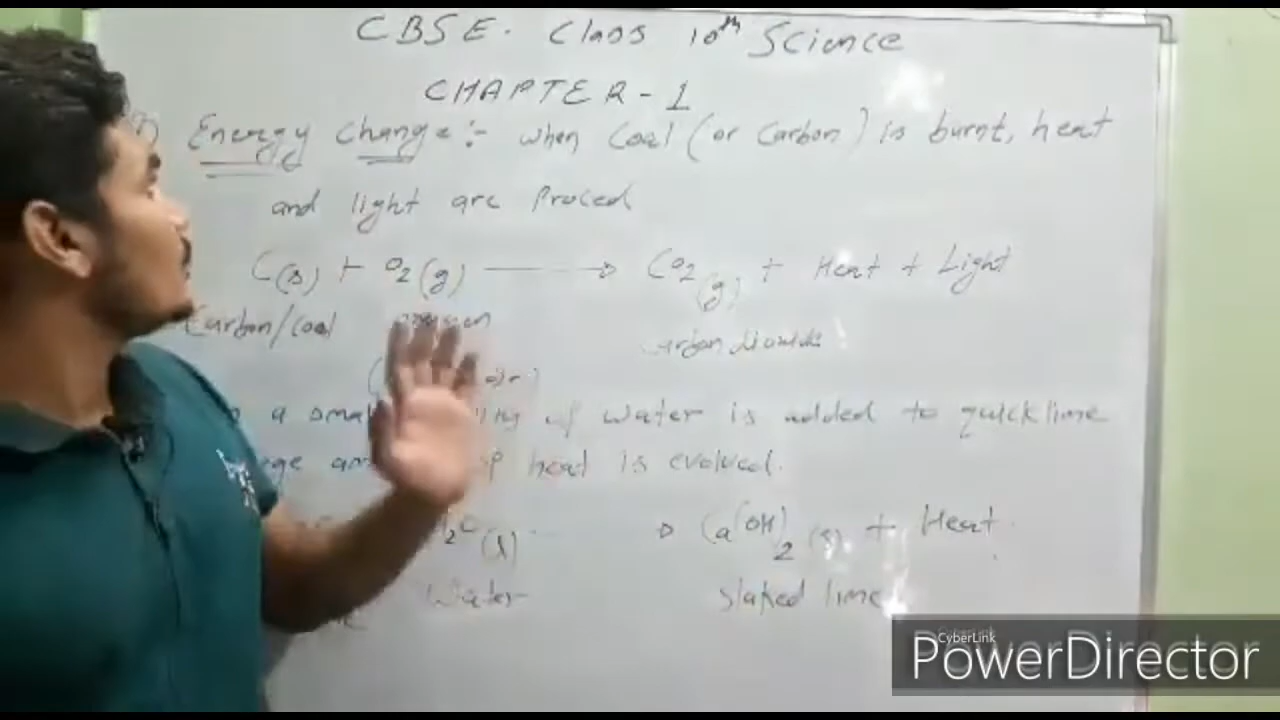 CBSE. Class 10th Science
CHAPTER-1
Energy Change:- when Coal (or Carbon) is burnt, heat
and light are Proced
C(s) + O2(g) → CO2(g) + Heat + Light
Carbon/Coal
a of water is added to quicklime
of heat is evolved.
(l) → Ca(OH)2(s) + Heat
Water slaked lime
CyberLink
PowerDirector